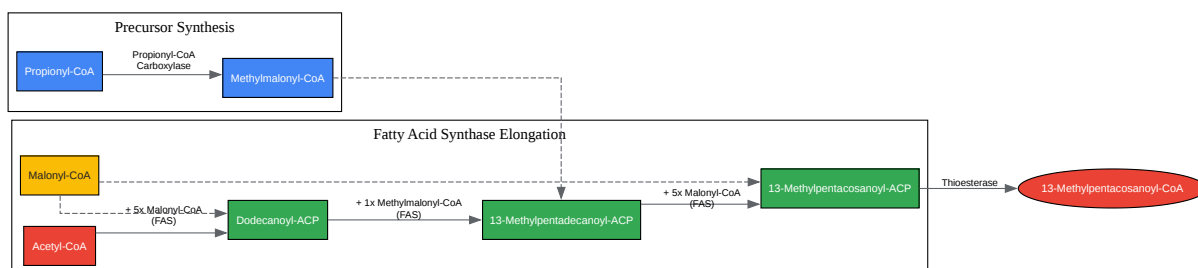 Precursor Synthesis
Propionyl-CoA
Propionyl-CoA
Carboxylase
Methylmalonyl-CoA
Fatty Acid Synthase Elongation
Malonyl-CoA
+ 5x Malonyl-CoA
(FAS)
Acetyl-CoA
Dodecanoyl-ACP
+ 1x Methylmalonyl-CoA
(FAS)
13-Methylpentadecanoyl-ACP
+ 5x Malonyl-CoA
(FAS)
13-Methylpentacosanoyl-ACP
Thioesterase
13-Methylpentacosanoyl-CoA